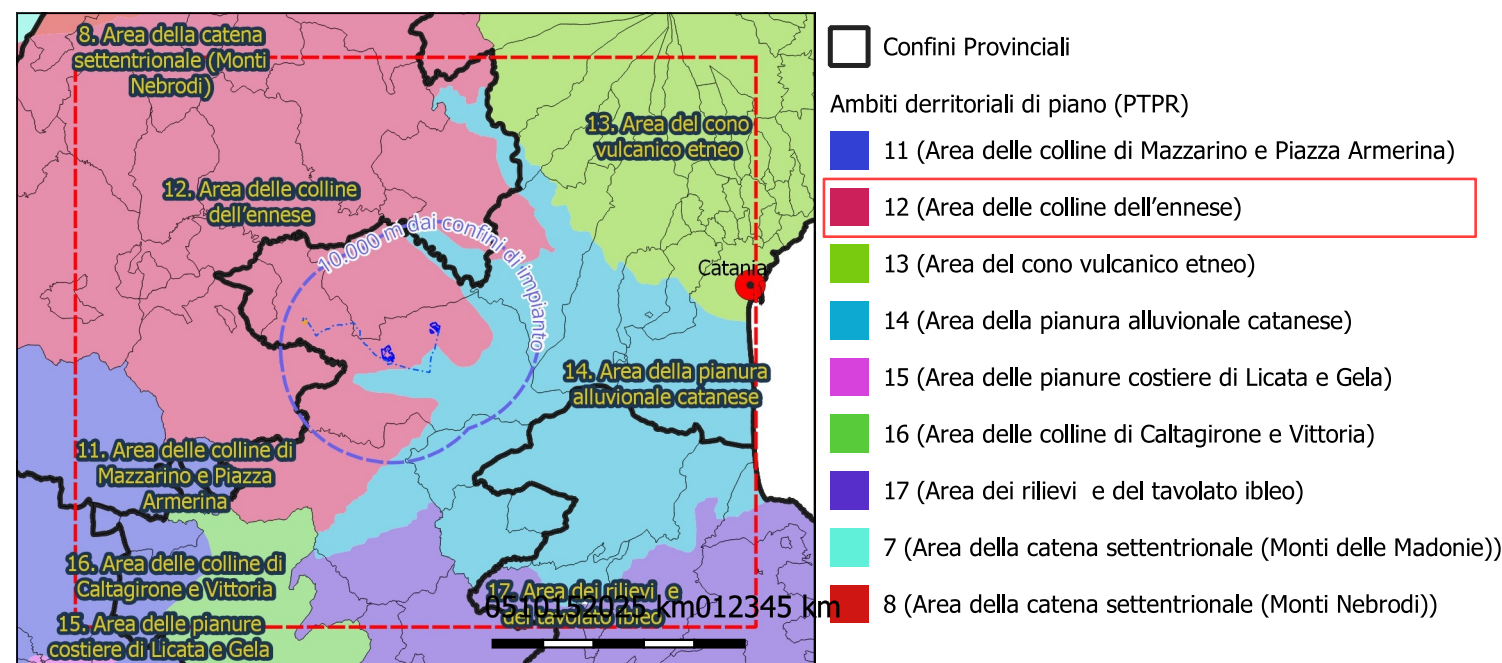 8. Area della catena
settentrionale (Monti
Nebrodi)
13. Area del cono
vulcanico etneo
12. Area delle colline
dell'ennese
10.000 m dai confini di impianto
Catania
14. Area della pianura
alluvionale catanese
11. Area delle colline di
Mazzarino e Piazza
Armerina
16. Area delle colline di
Caltagirone e Vittoria
17. Area dei rilievi e
del tavolato ibleo
0510152025 km012345 km
15. Area delle pianure
costiere di Licata e Gela
Confini Provinciali
Ambiti derritoriali di piano (PTPR)
11 (Area delle colline di Mazzarino e Piazza Armerina)
12 (Area delle colline dell'ennese)
13 (Area del cono vulcanico etneo)
14 (Area della pianura alluvionale catanese)
15 (Area delle pianure costiere di Licata e Gela)
16 (Area delle colline di Caltagirone e Vittoria)
17 (Area dei rilievi  e del tavolato ibleo)
7 (Area della catena settentrionale (Monti delle Madonie))
8 (Area della catena settentrionale (Monti Nebrodi))